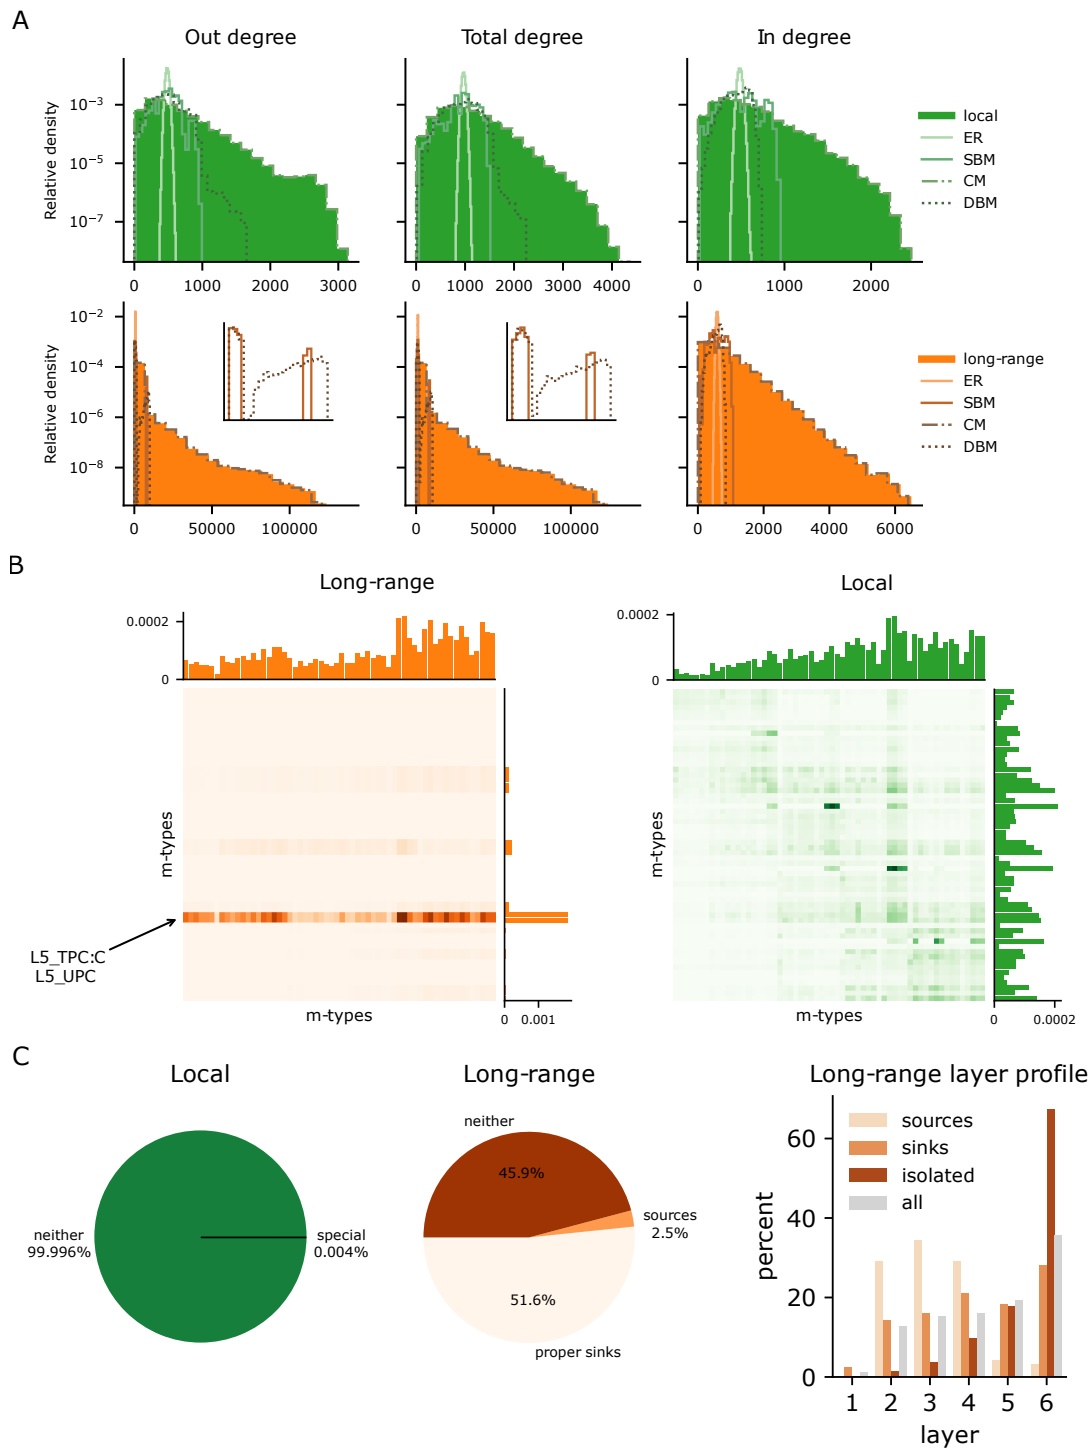 A
Out degree
Total degree
In degree
Relative density
10⁻³
10⁻⁵
10⁻⁷
0 1000 2000 3000
0 1000 2000 3000 4000
0 1000 2000
local
ER
SBM
CM
DBM
Relative density
10⁻²
10⁻⁴
10⁻⁶
10⁻⁸
0 50000 100000
0 50000 100000
0 2000 4000 6000
long-range
ER
SBM
CM
DBM
B
Long-range
0.0002
0
m-types
m-types
0 0.001
L5_TPC:C
L5_UPC
Local
0.0002
0
m-types
m-types
0 0.0002
C
Local
neither
99.996%
special
0.004%
Long-range
neither
45.9%
sources
2.5%
51.6%
proper sinks
Long-range layer profile
sources
sinks
isolated
all
percent
60
40
20
0
1 2 3 4 5 6
layer